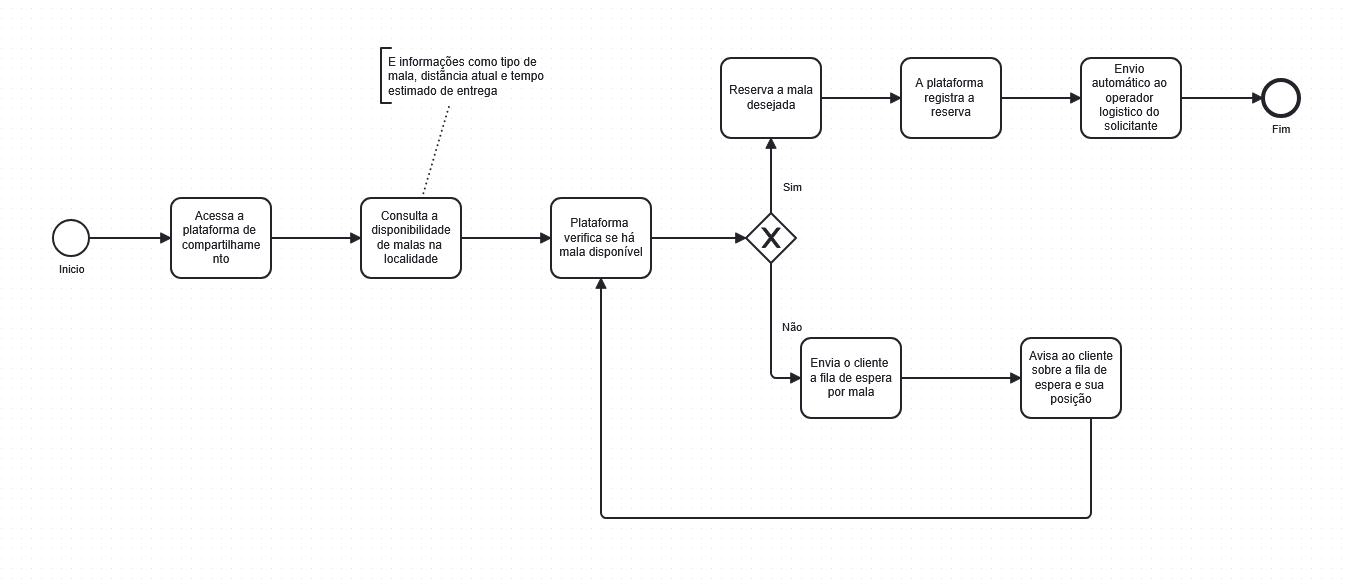 E informações como tipo de
mala, distância atual e tempo
estimado de entrega
Reserva a mala
desejada
A plataforma
registra a
reserva
Envio
automático ao
operador
logistico do
solicitante
Fim
Sim
Inicio
Acessa a
plataforma de
compartilhame
nto
Consulta a
disponibilidade
de malas na
localidade
Plataforma
verifica se há
mala disponível
Não
Envia o cliente
a fila de espera
por mala
Avisa ao cliente
sobre a fila de
espera e sua
posição